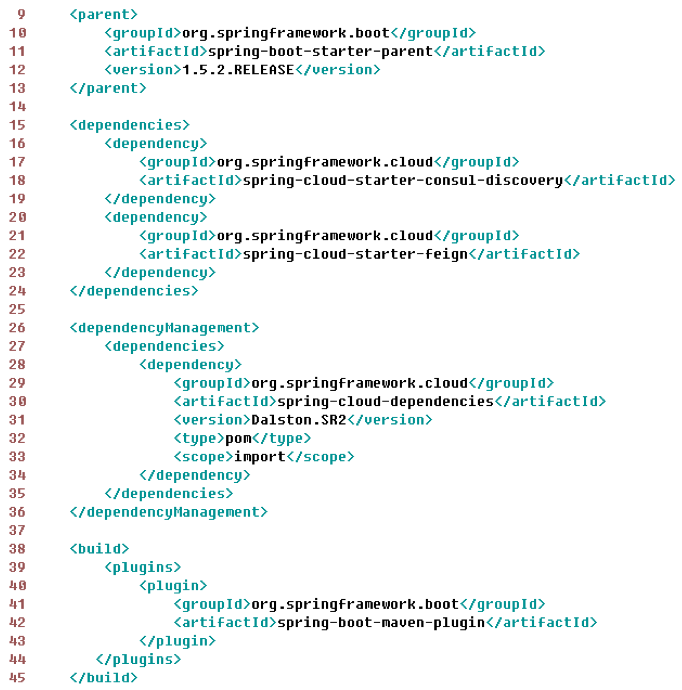 9     <parent>
10         <groupId>org.springframework.boot</groupId>
11         <artifactId>spring-boot-starter-parent</artifactId>
12         <version>1.5.2.RELEASE</version>
13     </parent>
14
15     <dependencies>
16         <dependency>
17             <groupId>org.springframework.cloud</groupId>
18             <artifactId>spring-cloud-starter-consul-discovery</artifactId>
19         </dependency>
20         <dependency>
21             <groupId>org.springframework.cloud</groupId>
22             <artifactId>spring-cloud-starter-feign</artifactId>
23         </dependency>
24     </dependencies>
25
26     <dependencyManagement>
27         <dependencies>
28             <dependency>
29                 <groupId>org.springframework.cloud</groupId>
30                 <artifactId>spring-cloud-dependencies</artifactId>
31                 <version>Dalston.SR2</version>
32                 <type>pom</type>
33                 <scope>import</scope>
34             </dependency>
35         </dependencies>
36     </dependencyManagement>
37
38     <build>
39         <plugins>
40             <plugin>
41                 <groupId>org.springframework.boot</groupId>
42                 <artifactId>spring-boot-maven-plugin</artifactId>
43             </plugin>
44        </plugins>
45     </build>